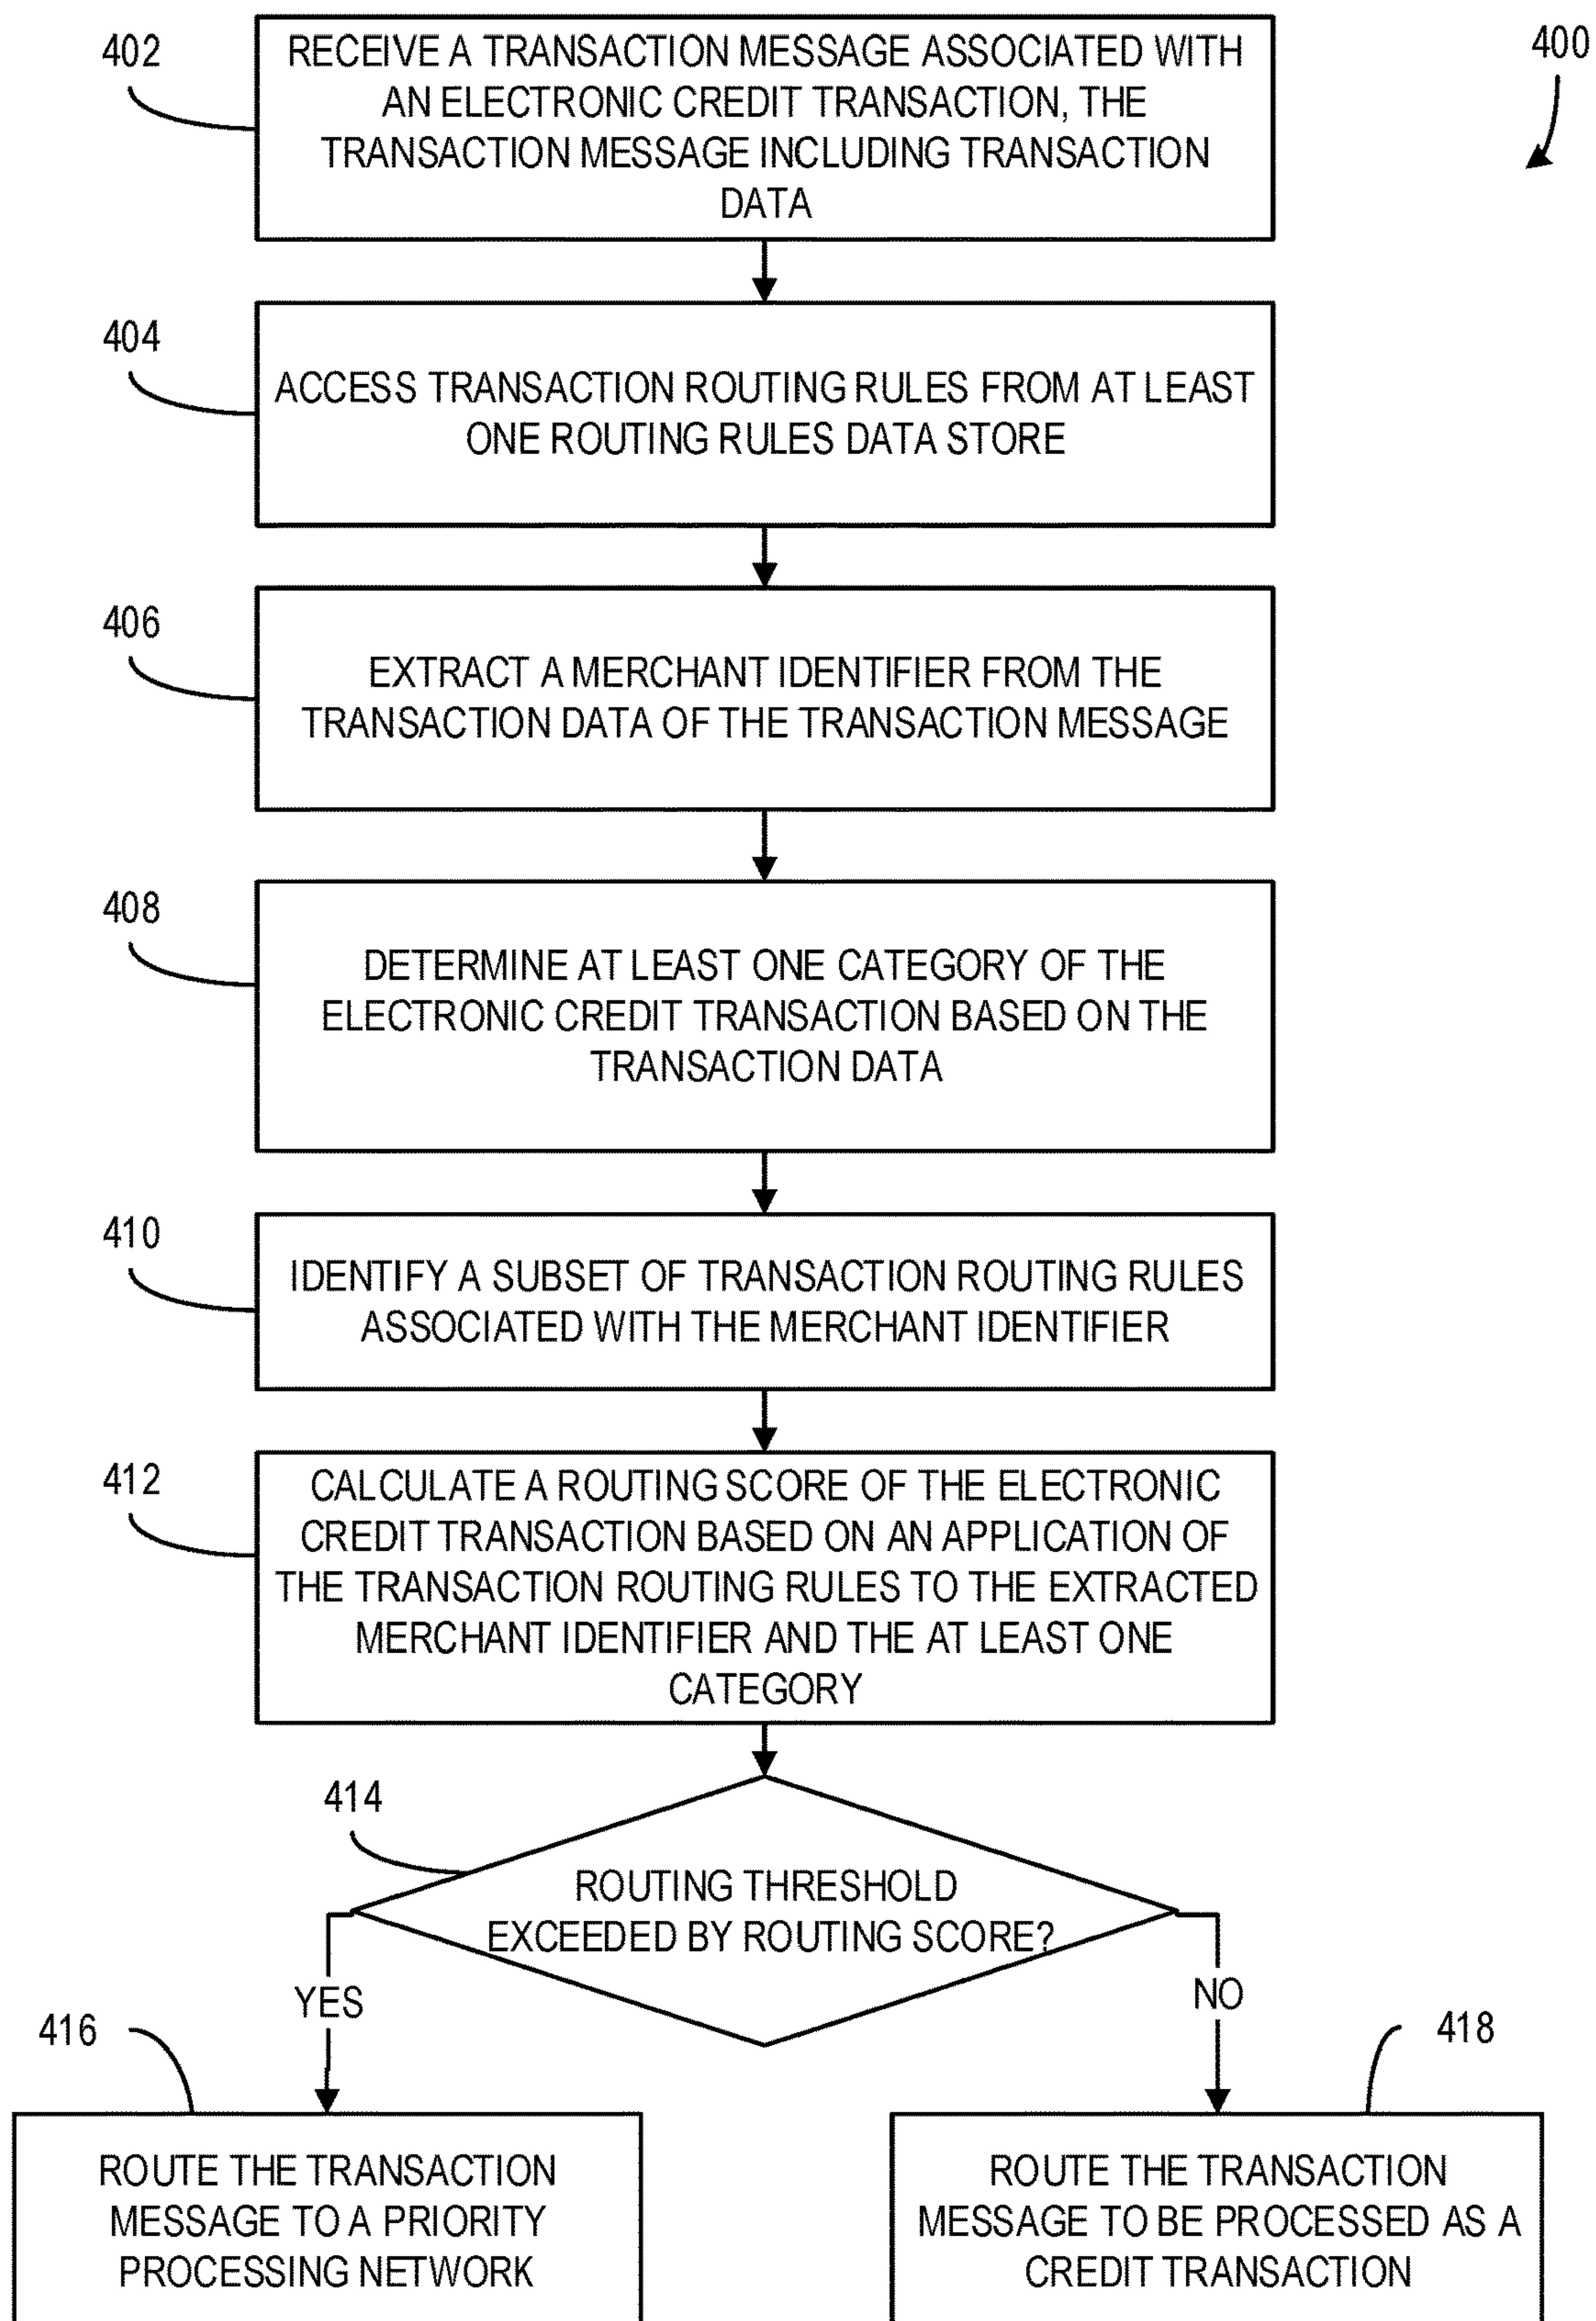 400
402
RECEIVE A TRANSACTION MESSAGE ASSOCIATED WITH
AN ELECTRONIC CREDIT TRANSACTION, THE
TRANSACTION MESSAGE INCLUDING TRANSACTION
DATA
404
ACCESS TRANSACTION ROUTING RULES FROM AT LEAST
ONE ROUTING RULES DATA STORE
406
EXTRACT A MERCHANT IDENTIFIER FROM THE
TRANSACTION DATA OF THE TRANSACTION MESSAGE
408
DETERMINE AT LEAST ONE CATEGORY OF THE
ELECTRONIC CREDIT TRANSACTION BASED ON THE
TRANSACTION DATA
410
IDENTIFY A SUBSET OF TRANSACTION ROUTING RULES
ASSOCIATED WITH THE MERCHANT IDENTIFIER
412
CALCULATE A ROUTING SCORE OF THE ELECTRONIC
CREDIT TRANSACTION BASED ON AN APPLICATION OF
THE TRANSACTION ROUTING RULES TO THE EXTRACTED
MERCHANT IDENTIFIER AND THE AT LEAST ONE
CATEGORY
414
ROUTING THRESHOLD
EXCEEDED BY ROUTING SCORE?
YES
NO
416
ROUTE THE TRANSACTION
MESSAGE TO A PRIORITY
PROCESSING NETWORK
418
ROUTE THE TRANSACTION
MESSAGE TO BE PROCESSED AS A
CREDIT TRANSACTION